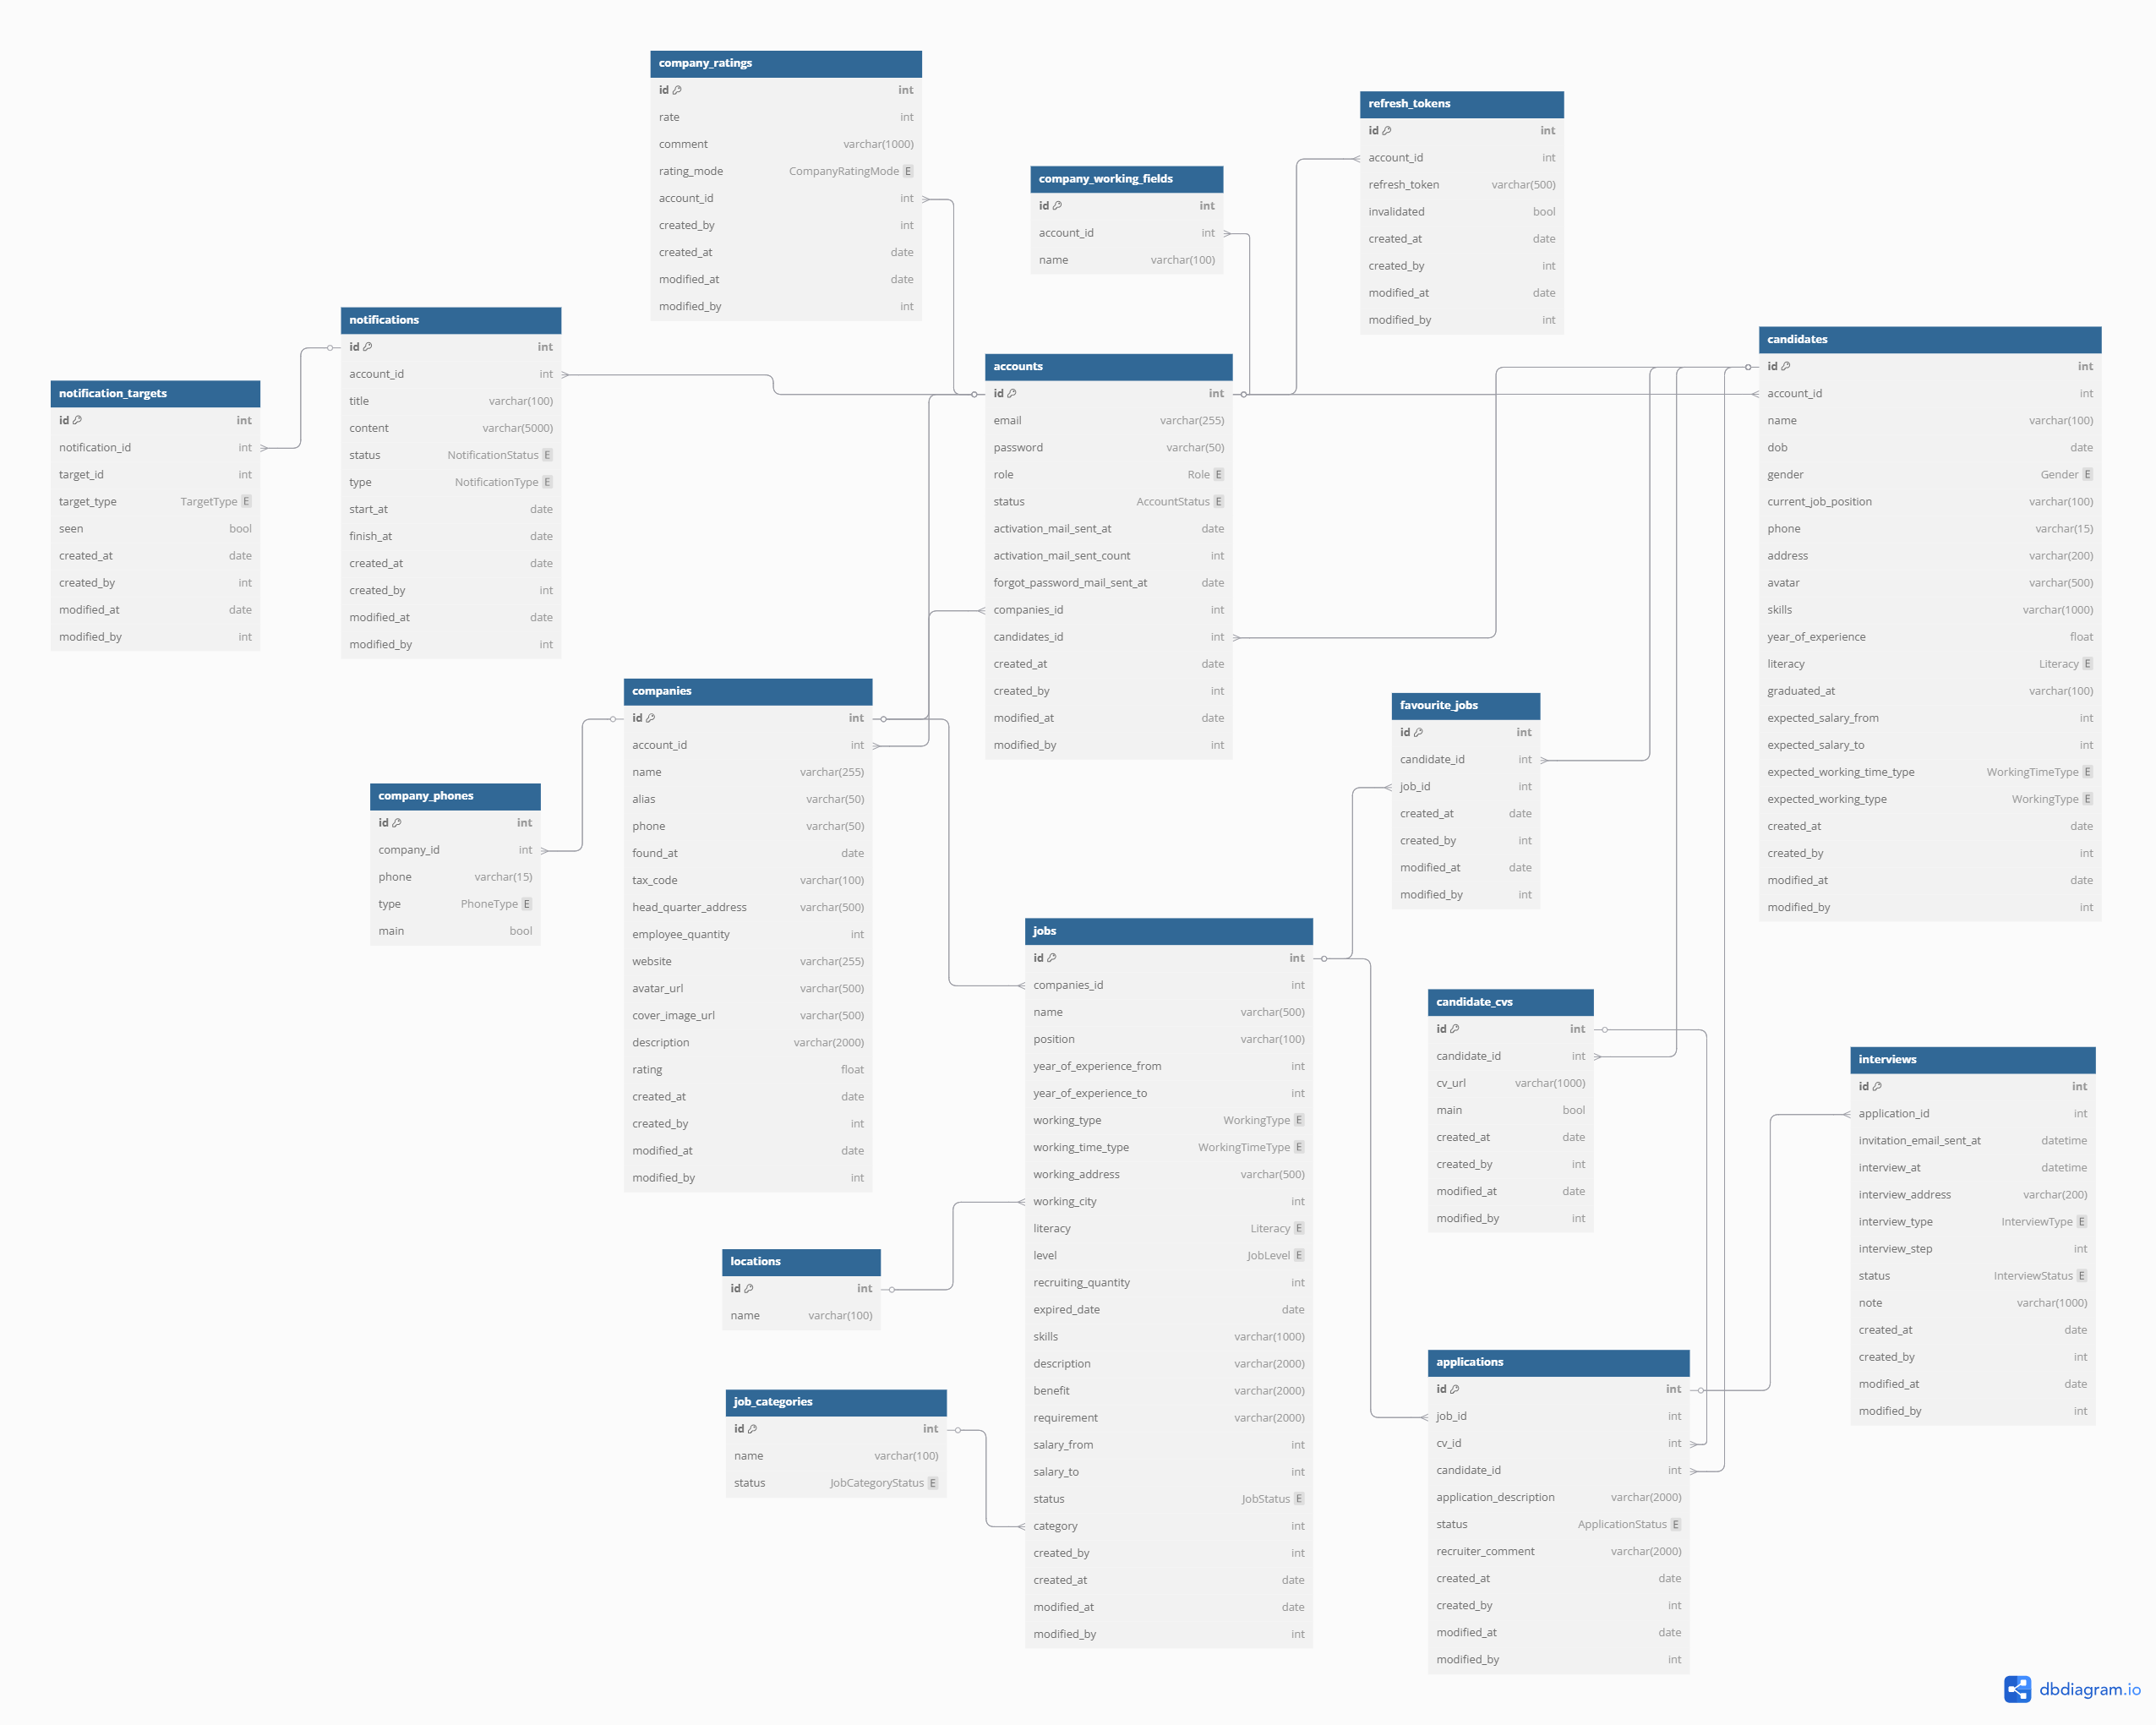 company_ratings
id int
rate int
comment varchar(1000)
rating_mode CompanyRatingMode E
account_id int
created_by int
created_at date
modified_at date
modified_by int
refresh_tokens
id int
account_id int
refresh_token varchar(500)
invalidated bool
created_at date
created_by int
modified_at date
modified_by int
company_working_fields
id int
account_id int
name varchar(100)
notifications
id int
account_id int
title varchar(100)
content varchar(5000)
status NotificationStatus E
type NotificationType E
start_at date
finish_at date
created_at date
created_by int
modified_at date
modified_by int
notification_targets
id int
notification_id int
target_id int
target_type TargetType E
seen bool
created_at date
created_by int
modified_at date
modified_by int
accounts
id int
email varchar(255)
password varchar(50)
role Role E
status AccountStatus E
activation_mail_sent_at date
activation_mail_sent_count int
forgot_password_mail_sent_at date
companies_id int
candidates_id int
created_at date
created_by int
modified_at date
modified_by int
candidates
id int
account_id int
name varchar(100)
dob date
gender Gender E
current_job_position varchar(100)
phone varchar(15)
address varchar(200)
avatar varchar(500)
skills varchar(1000)
year_of_experience float
literacy Literacy E
graduated_at varchar(100)
expected_salary_from int
expected_salary_to int
expected_working_time_type WorkingTimeType E
expected_working_type WorkingType E
created_at date
created_by int
modified_at date
modified_by int
companies
id int
account_id int
name varchar(255)
alias varchar(50)
phone varchar(50)
found_at date
tax_code varchar(100)
head_quarter_address varchar(500)
employee_quantity int
website varchar(255)
avatar_url varchar(500)
cover_image_url varchar(500)
description varchar(2000)
rating float
created_at date
created_by int
modified_at date
modified_by int
company_phones
id int
company_id int
phone varchar(15)
type PhoneType E
main bool
favourite_jobs
id int
candidate_id int
job_id int
created_at date
created_by int
modified_at date
modified_by int
jobs
id int
companies_id int
name varchar(500)
position varchar(100)
year_of_experience_from int
year_of_experience_to int
working_type WorkingType E
working_time_type WorkingTimeType E
working_address varchar(500)
working_city int
literacy Literacy E
level JobLevel E
recruiting_quantity int
expired_date date
skills varchar(1000)
description varchar(2000)
benefit varchar(2000)
requirement varchar(2000)
salary_from int
salary_to int
status JobStatus E
category int
created_by int
created_at date
modified_at date
modified_by int
candidate_cvs
id int
candidate_id int
cv_url varchar(1000)
main bool
created_at date
created_by int
modified_at date
modified_by int
interviews
id int
application_id int
invitation_email_sent_at datetime
interview_at datetime
interview_address varchar(200)
interview_type InterviewType E
interview_step int
status InterviewStatus E
note varchar(1000)
created_at date
created_by int
modified_at date
modified_by int
locations
id int
name varchar(100)
job_categories
id int
name varchar(100)
status JobCategoryStatus E
applications
id int
job_id int
cv_id int
candidate_id int
application_description varchar(2000)
status ApplicationStatus E
recruiter_comment varchar(2000)
created_at date
created_by int
modified_at date
modified_by int
dbdiagram.io